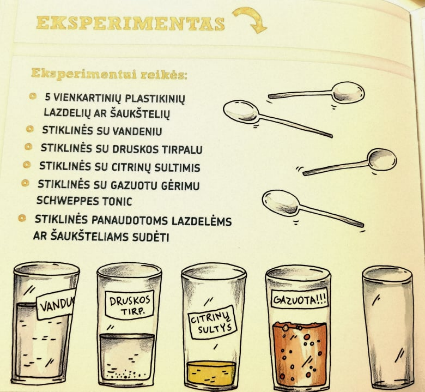 EKSPERIMENTAS
Eksperimentui reikės:
5 VIENKARTINIŲ PLASTIKINIŲ
LAZDELIŲ AR ŠAUKŠTELIŲ
STIKLINĖS SU VANDENIU
STIKLINĖS SU DRUSKOS TIRPALU
STIKLINĖS SU CITRINŲ SULTIMIS
STIKLINĖS SU GAZUOTU GĖRIMU
SCHWEPPES TONIC
STIKLINĖS PANAUDOTOMS LAZDELĖMS
AR ŠAUKŠTELIAMS SUDĖTI
VANDUO
DRUSKOS
TIRP.
CITRINŲ
SULTYS
GAZUOTA!!!